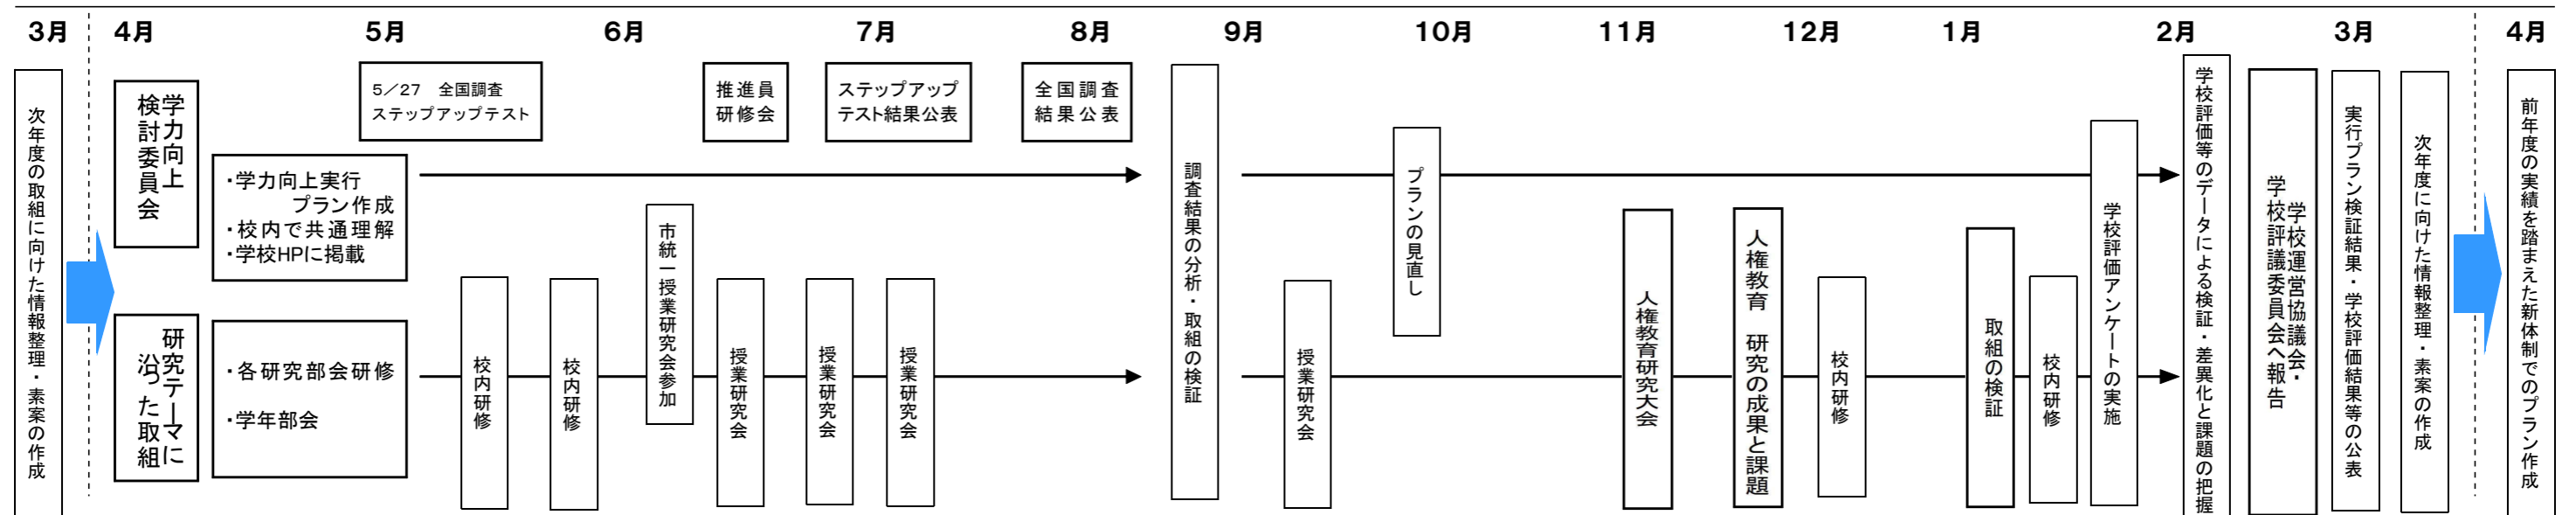 3月
4月
5月
6月
7月
8月
9月
10月
11月
12月
1月
2月
3月
4月
次年度の取組に向けた情報整理・素案の作成
学力向上
検討委員会
・学力向上実行
プラン作成
・校内で共通理解
・学校HPに掲載
研究テーマに
沿った取組
・各研究部会研修
・学年部会
5／27　全国調査
ステップアップテスト
校内研修
校内研修
市統一授業研究会参加
推進員
研修会
授業研究会
ステップアップ
テスト結果公表
授業研究会
授業研究会
全国調査
結果公表
調査結果の分析・取組の検証
授業研究会
プランの見直し
人権教育研究大会
人権教育　研究の成果と課題
校内研修
取組の検証
校内研修
学校評価アンケートの実施
学校評価等のデータによる検証・差異化と課題の把握
学校運営協議会・
学校評議委員会へ報告
実行プラン検証結果・学校評価結果等の公表
次年度に向けた情報整理・素案の作成
前年度の実績を踏まえた新体制でのプラン作成